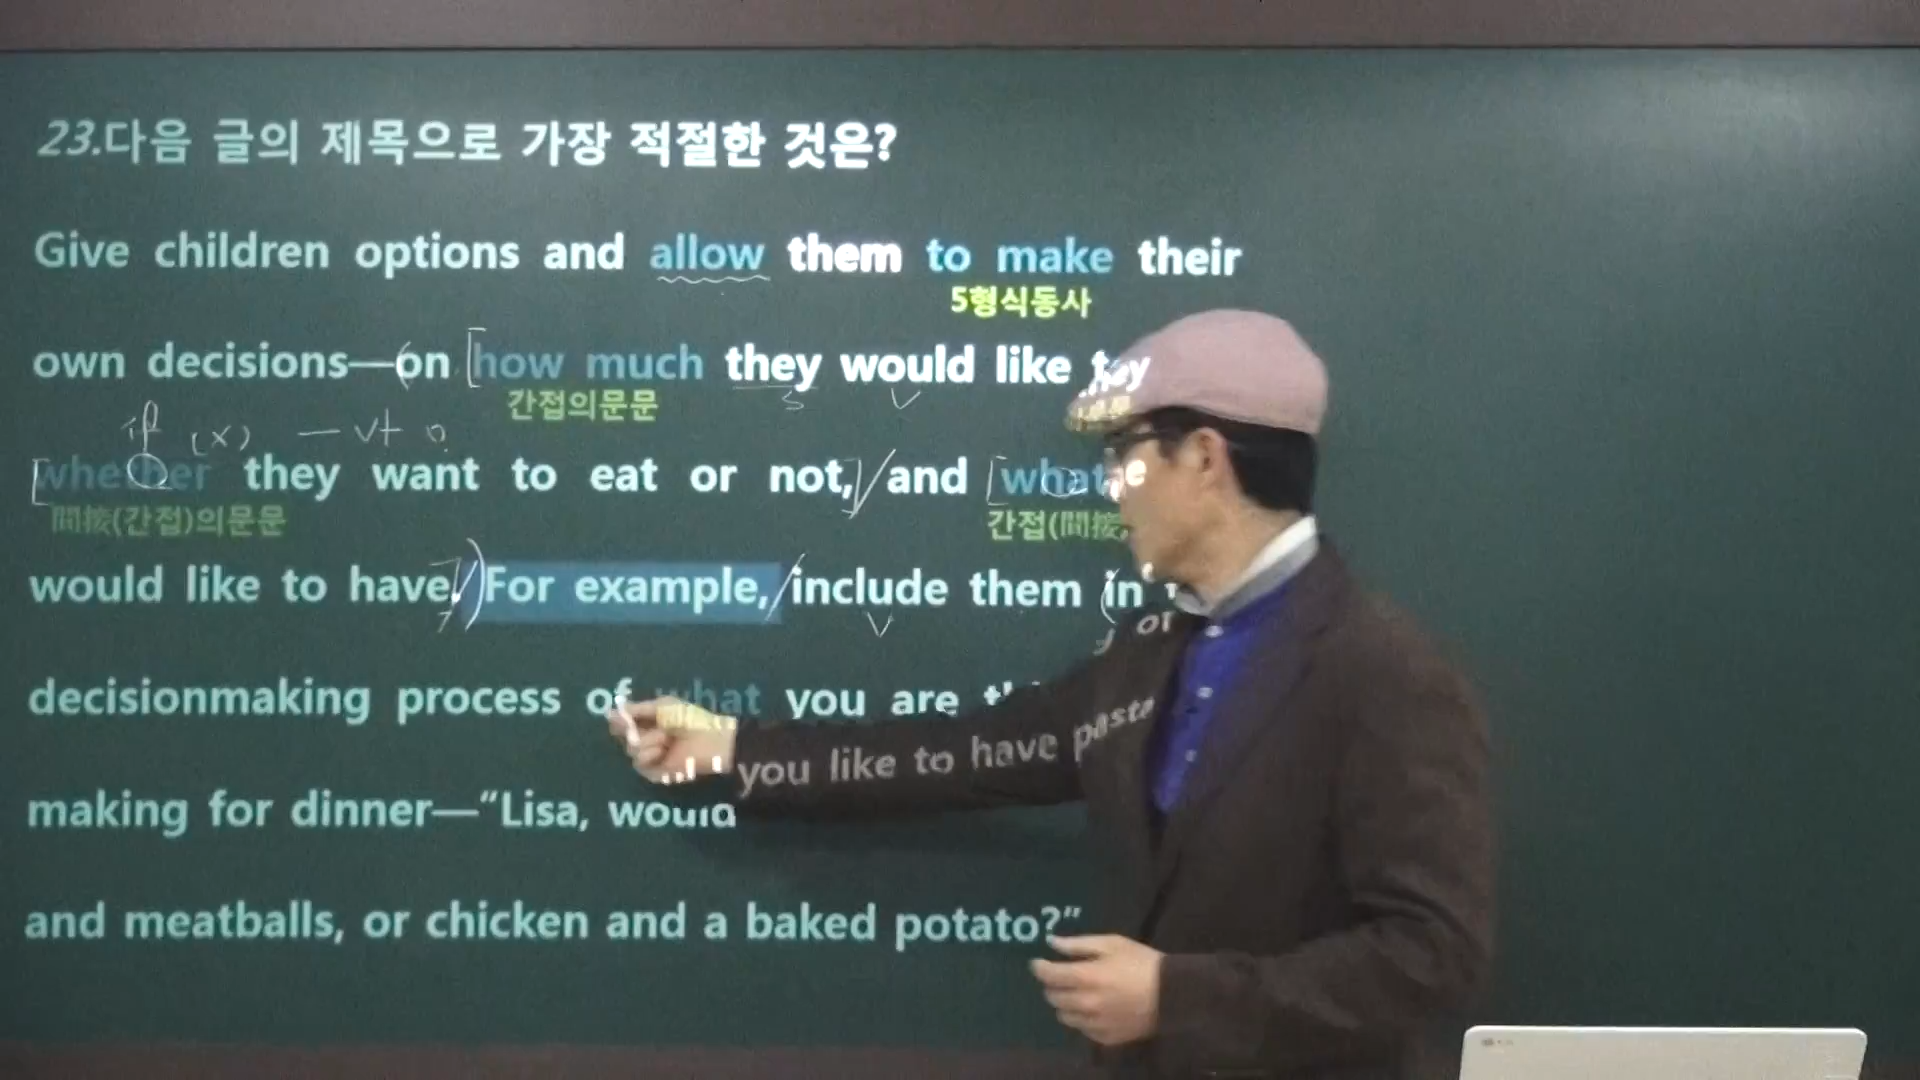 23.다음 글의 제목으로 가장 적절한 것은?
Give children options and allow them to make their
5형식동사
own decisions—on [how much they would like
간접의문문
s v
if (x) — vt o
[whether they want to eat or not,]/ and [what
間接(간접)의문문 간접(間接
would like to have.) For example,/ include them (in
v
y or
decisionmaking process of what you are
making for dinner—“Lisa, would you like to have pasta
and meatballs, or chicken and a baked potato?”